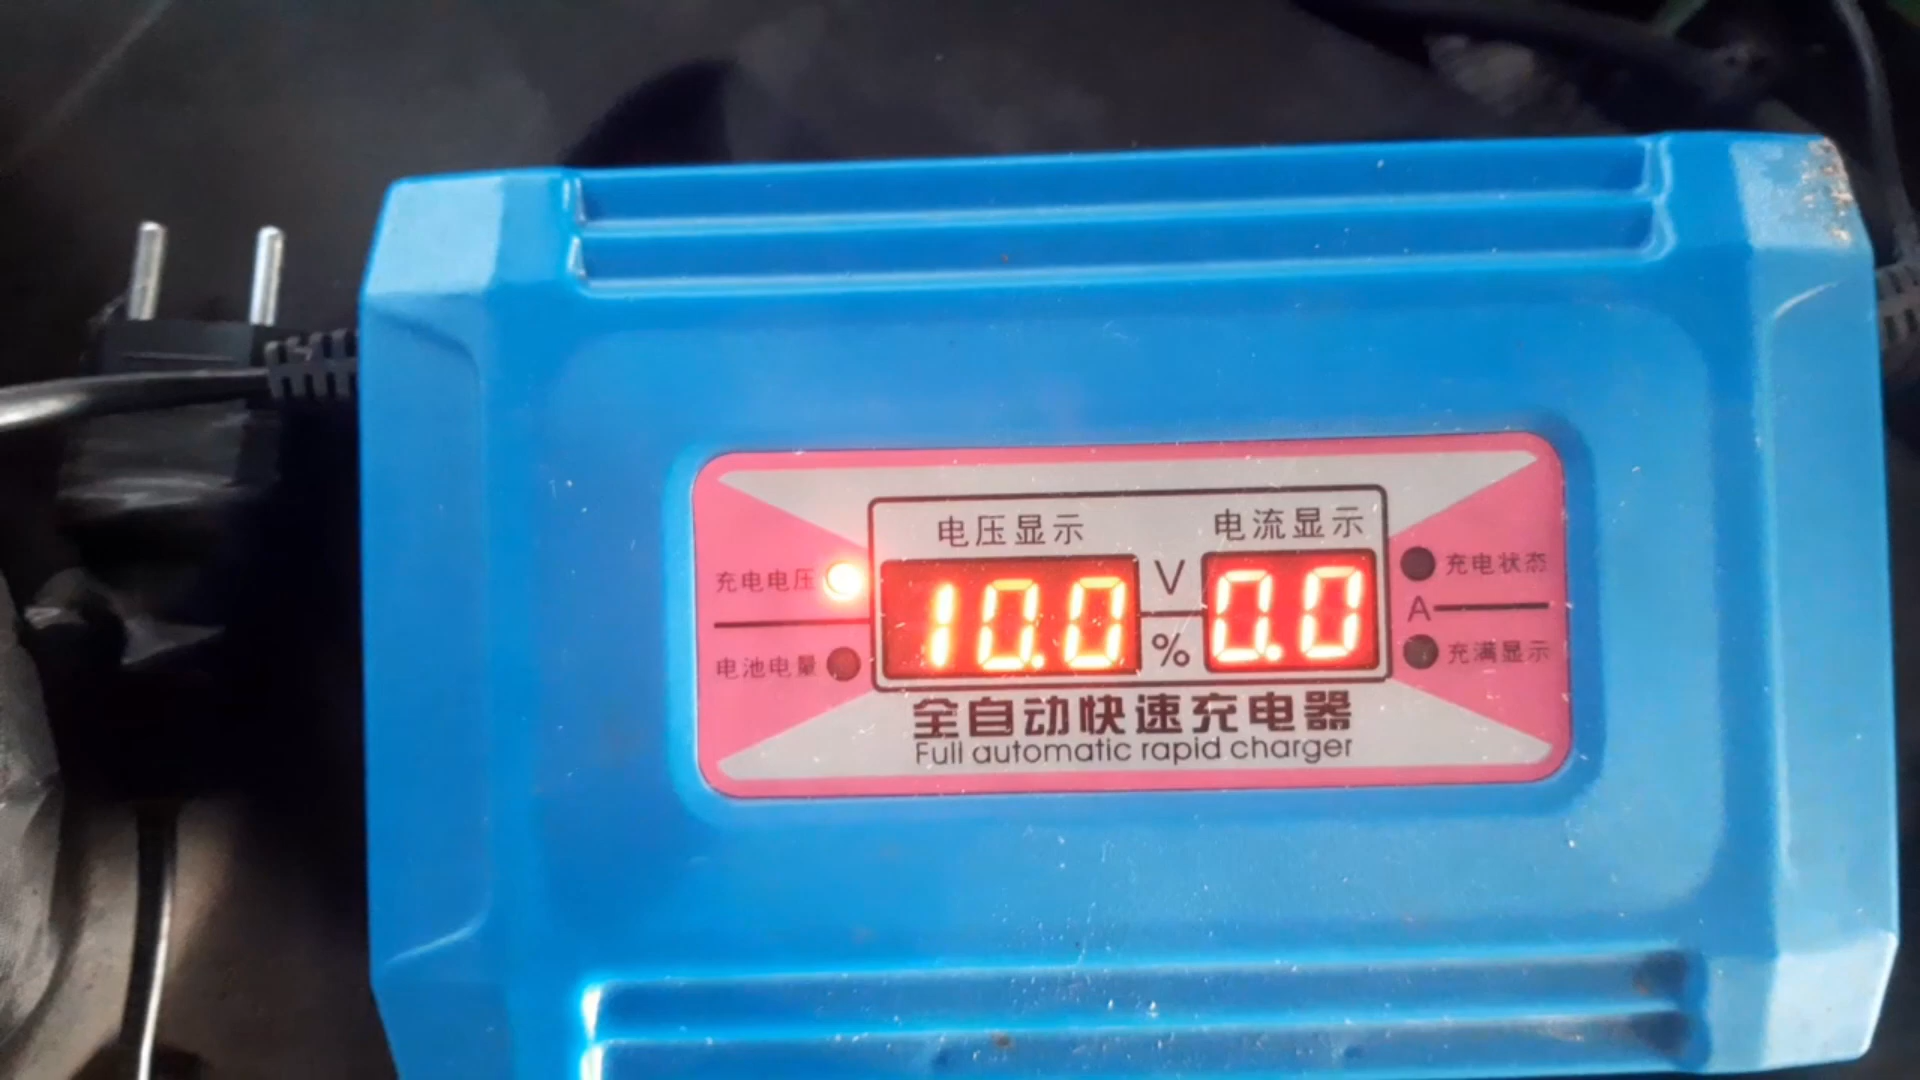 电压显示
电流显示
充电电压
10.0
V
0.0
充电状态
A
电池电量
%
充满显示
全自动快速充电器
Full automatic rapid charger